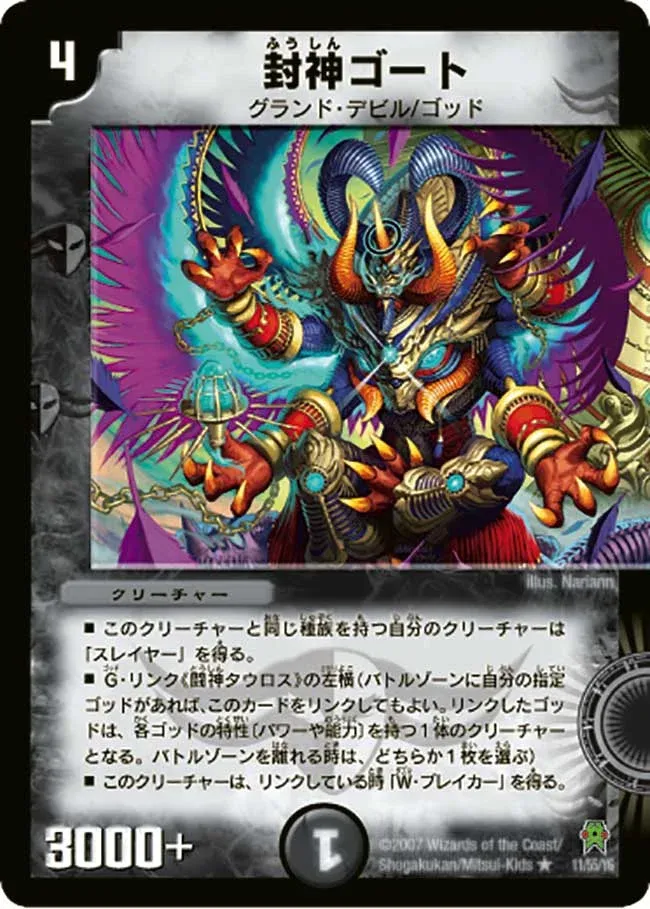 4
ふうしん
封神ゴート
グランド・デビル/ゴッド
illus. Nariann
クリーチャー
■ このクリーチャーと同じ種族を持つ自分のクリーチャーは
「スレイヤー」を得る。
■ G・リンク《闘神タウロス》の左横(バトルゾーンに自分の指定
ゴッドがあれば、このカードをリンクしてもよい。リンクしたゴッ
ドは、各ゴッドの特性〔パワーや能力〕を持つ1体のクリーチャー
となる。バトルゾーンを離れる時は、どちらか1枚を選ぶ)
■ このクリーチャーは、リンクしている時「W・ブレイカー」を得る。
3000+
1
©2007 Wizards of the Coast/
Shogakukan/Mitsui-Kids ★
11/55/Y6